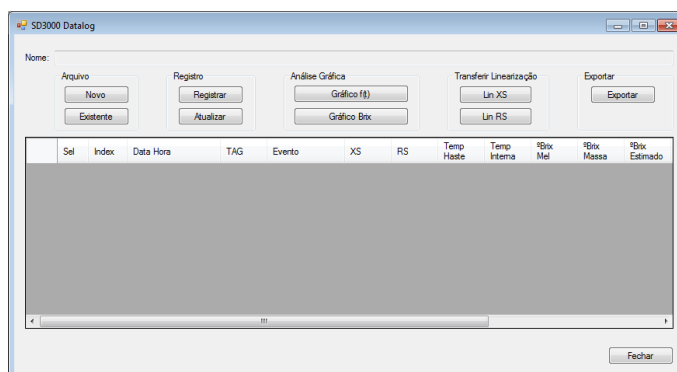 SD3000 Datalog
Nome:
Arquivo Registro Análise Gráfica Transferir Linearização Exportar
Novo Registrar Gráfico f(t) Lin XS Exportar
Existente Atualizar Gráfico Brix Lin RS
Sel Index Data Hora TAG Evento XS RS Temp Haste Temp Interna ºBrix Mel ºBrix Massa ºBrix Estimado
Fechar